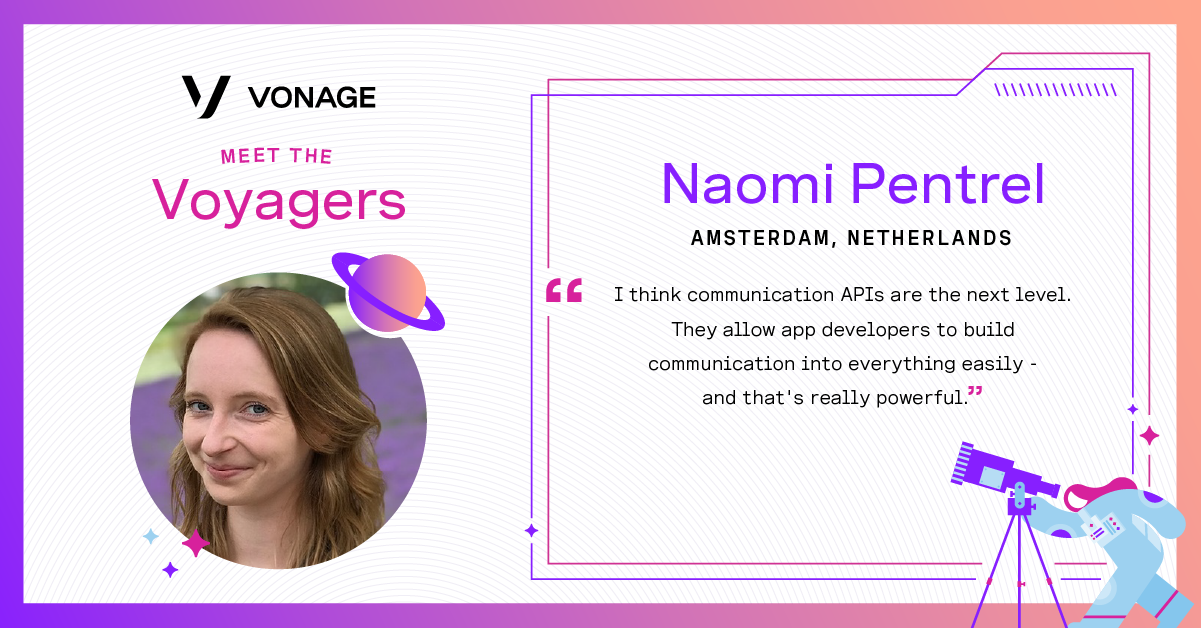 VONAGE
MEET THE
Voyagers
Naomi Pentrel
AMSTERDAM, NETHERLANDS
“ I think communication APIs are the next level.
They allow app developers to build
communication into everything easily -
and that's really powerful.”